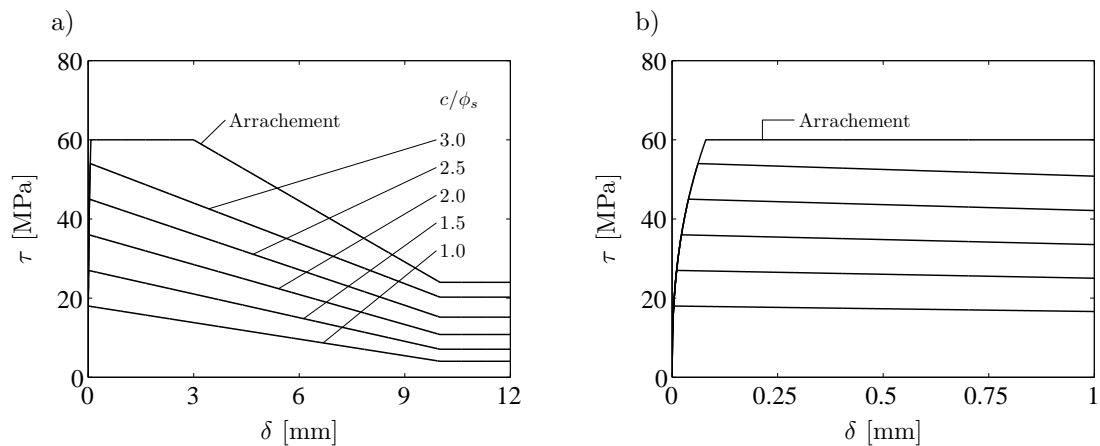 a)
80
60
40
20
0
τ [MPa]
0 3 6 9 12
δ [mm]
Arrachement
c/ϕs
3.0
2.5
2.0
1.5
1.0
b)
80
60
40
20
0
τ [MPa]
0 0.25 0.5 0.75 1
δ [mm]
Arrachement